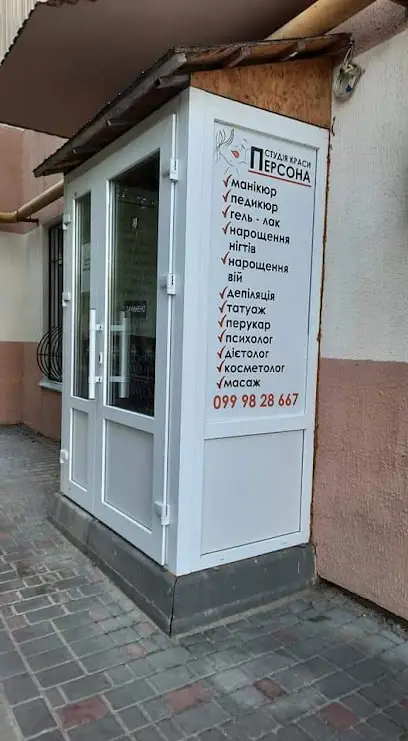 СТУДІЯ КРАСИ
ПЕРСОНА
манікюр
педикюр
гель - лак
нарощення
нігтів
нарощення
вій
депіляція
татуаж
перукар
психолог
дієтолог
косметолог
масаж
099 98 28 667